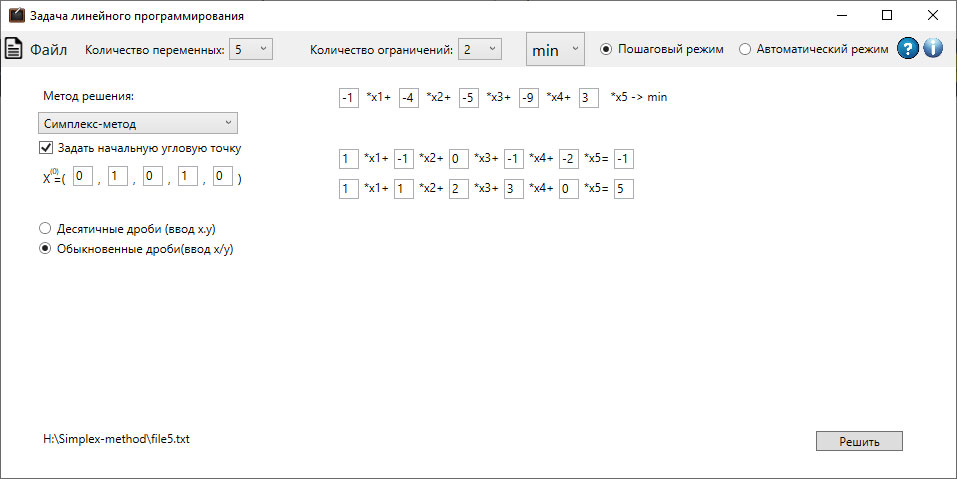 Задача линейного программирования
Файл Количество переменных: 5 Количество ограничений: 2 min Пошаговый режим Автоматический режим ? i
Метод решения: -1 *x1+ -4 *x2+ -5 *x3+ -9 *x4+ 3 *x5 -> min
Симплекс-метод
Задать начальную угловую точку 1 *x1+ -1 *x2+ 0 *x3+ -1 *x4+ -2 *x5= -1
X(0)=( 0 , 1 , 0 , 1 , 0 ) 1 *x1+ 1 *x2+ 2 *x3+ 3 *x4+ 0 *x5= 5
Десятичные дроби (ввод x.y)
Обыкновенные дроби(ввод x/y)
H:\Simplex-method\file5.txt Решить